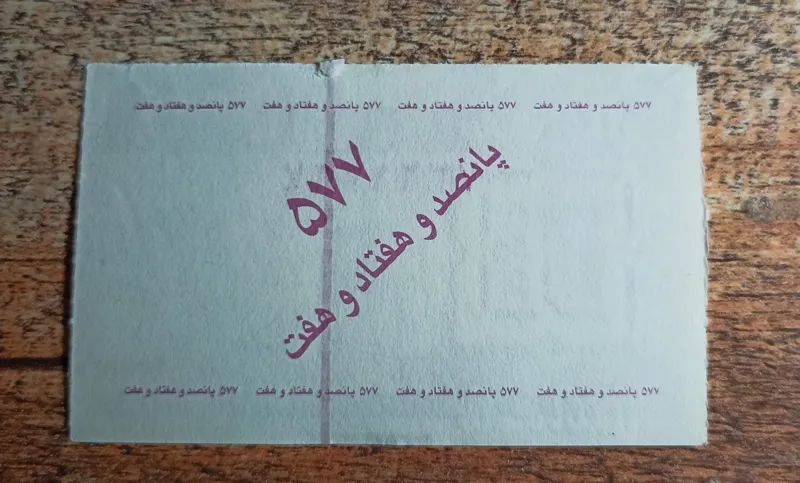 ۵۷۷ پانصد و هفتاد و هفت ۵۷۷ پانصد و هفتاد و هفت ۵۷۷ پانصد و هفتاد و هفت ۵۷۷ پانصد و هفتاد و هفت
۵۷۷
پانصد و هفتاد و هفت
۵۷۷ پانصد و هفتاد و هفت ۵۷۷ پانصد و هفتاد و هفت ۵۷۷ پانصد و هفتاد و هفت ۵۷۷ پانصد و هفتاد و هفت